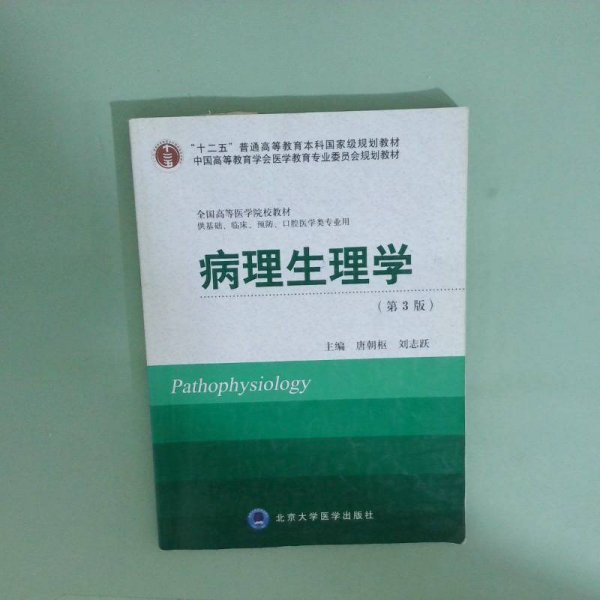 “十二五”普通高等教育本科国家级规划教材
中国高等教育学会医学教育专业委员会规划教材
全国高等医学院校教材
供基础、临床、预防、口腔医学类专业用
病理生理学
（第3版）
主编 唐朝枢 刘志跃
Pathophysiology
北京大学医学出版社